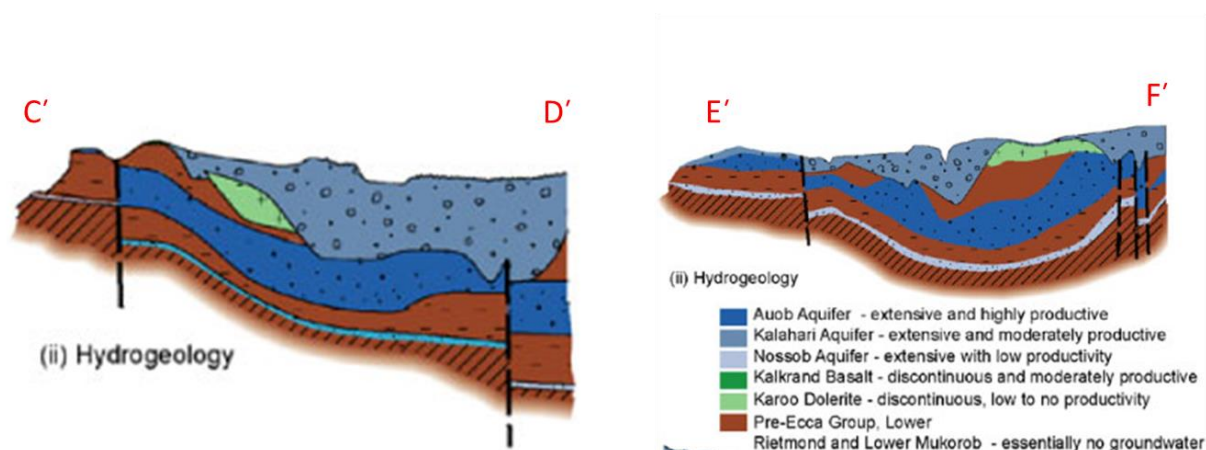 C′
D′
E′
F′
(ii) Hydrogeology
(ii) Hydrogeology
Auob Aquifer - extensive and highly productive
Kalahari Aquifer - extensive and moderately productive
Nossob Aquifer - extensive with low productivity
Kalkrand Basalt - discontinuous and moderately productive
Karoo Dolerite - discontinuous, low to no productivity
Pre-Ecca Group, Lower
Rietmond and Lower Mukorob - essentially no groundwater